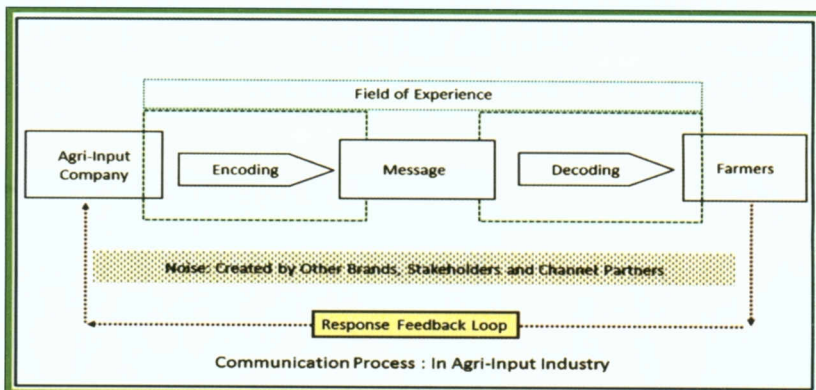 Field of Experience
Agri-Input
Company
Encoding
Message
Decoding
Farmers
Noise: Created by Other Brands, Stakeholders and Channel Partners
Response Feedback Loop
Communication Process : In Agri-Input Industry